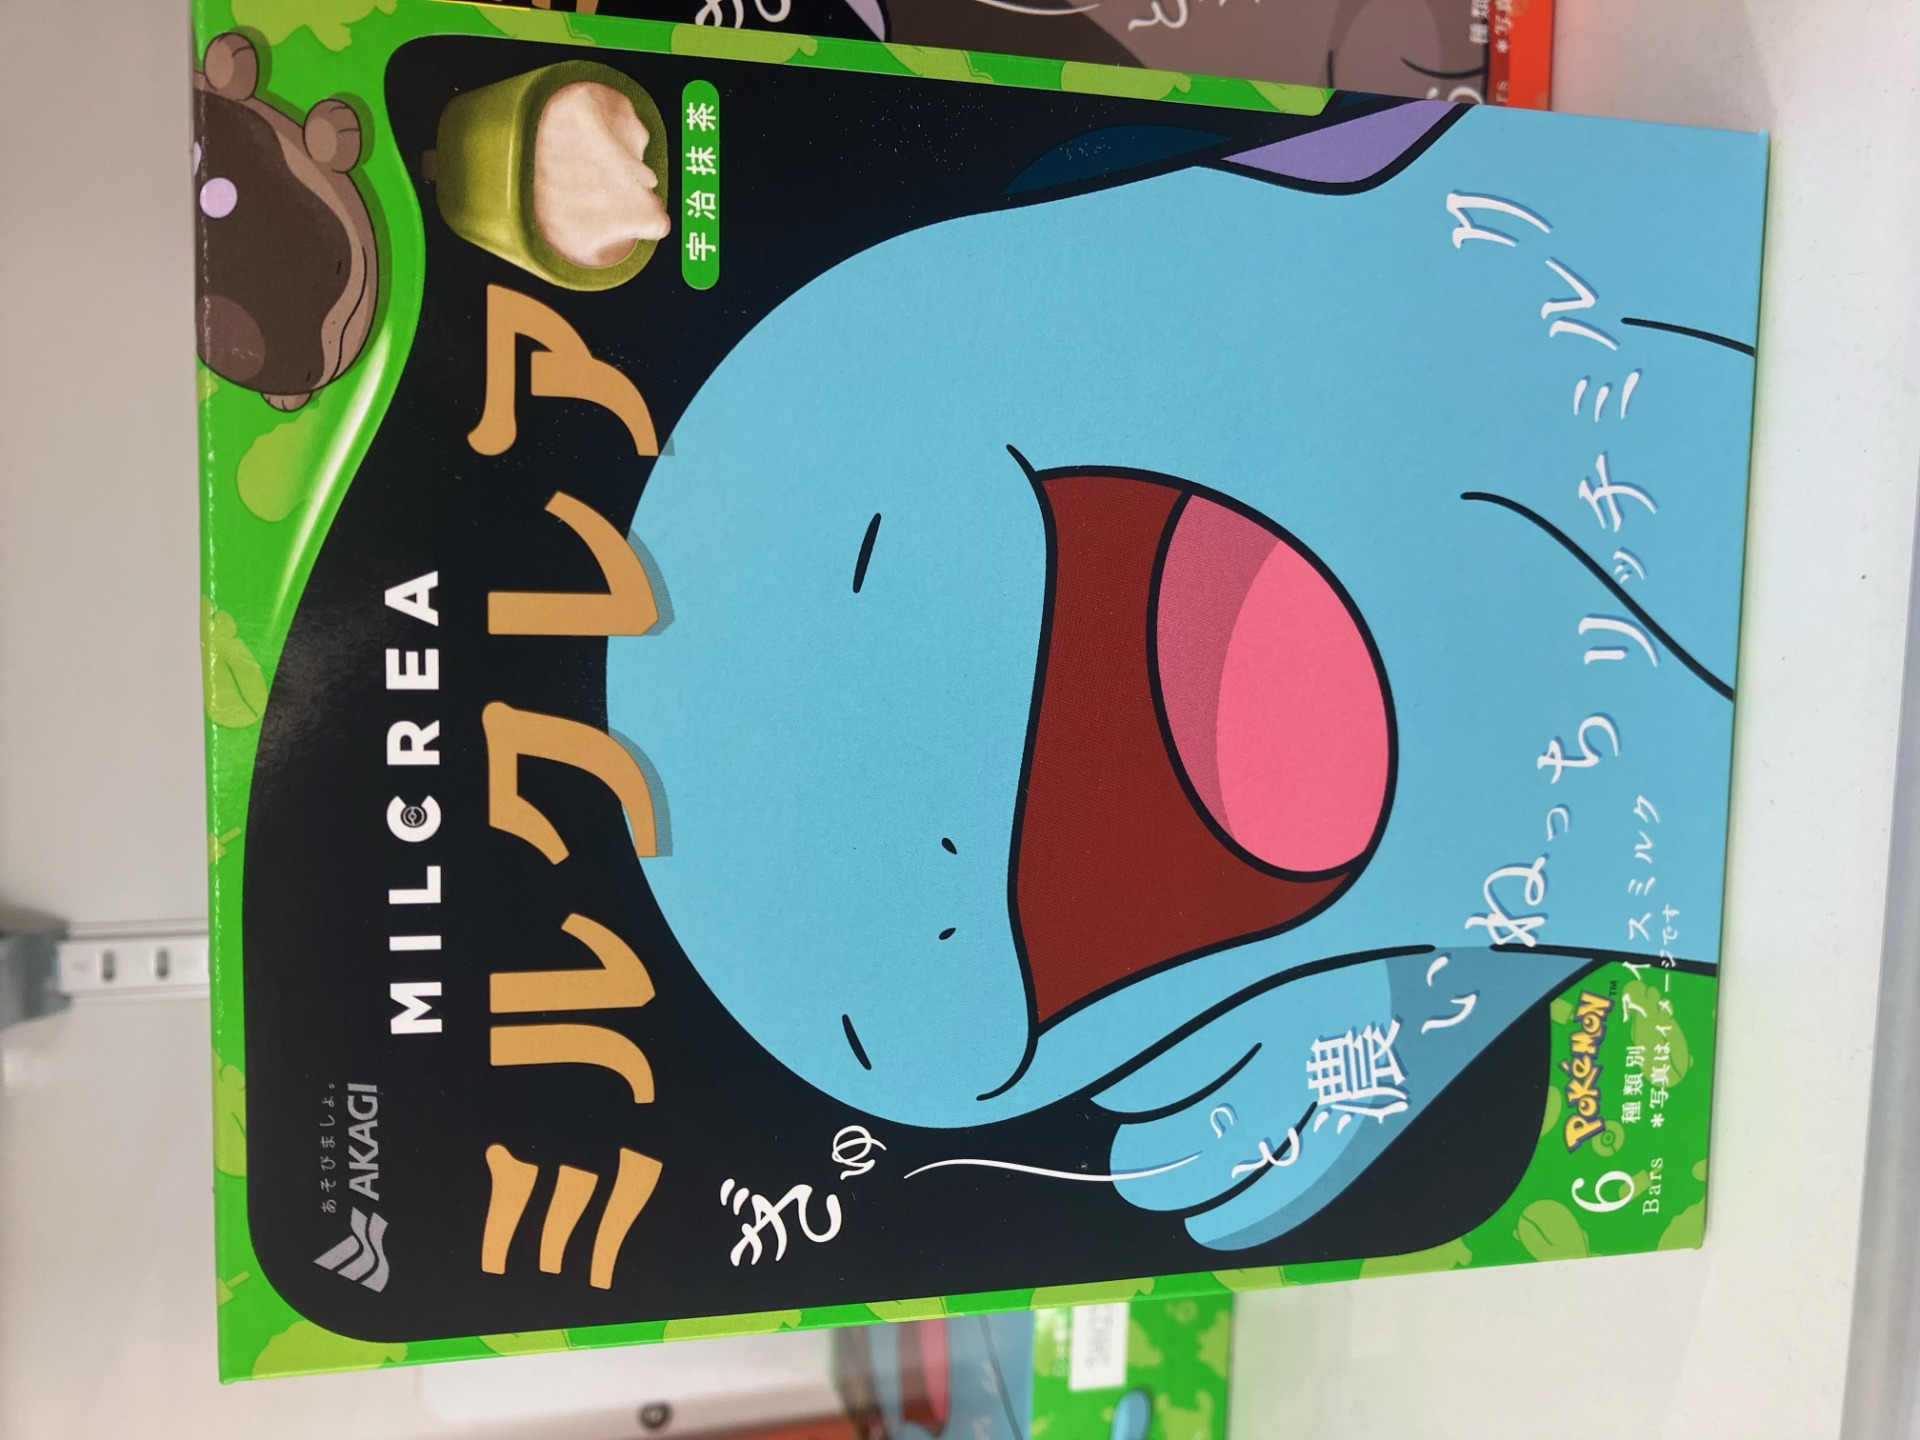 あそびましょ。
AKAGI
MILCREA
ミルクレア
宇治抹茶
ぎゅーっと濃い ねっちりリッチミルク
Pokémon™
6
Bars
種類別 アイスミルク
*写真はイメージです